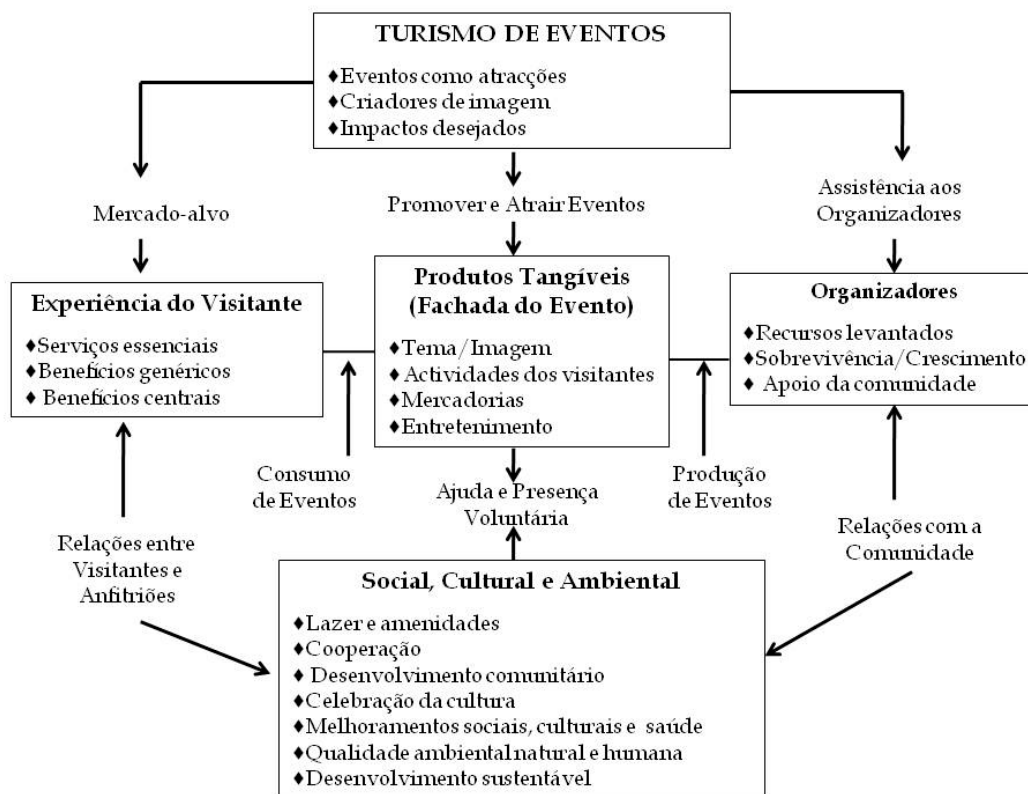 TURISMO DE EVENTOS
♦Eventos como atracções
♦Criadores de imagem
♦Impactos desejados
Mercado-alvo
Promover e Atrair Eventos
Assistência aos
Organizadores
Experiência do Visitante
♦Serviços essenciais
♦Benefícios genéricos
♦ Benefícios centrais
Produtos Tangíveis
(Fachada do Evento)
♦Tema/Imagem
♦Actividades dos visitantes
♦Mercadorias
♦Entretenimento
Organizadores
♦Recursos levantados
♦Sobrevivência/Crescimento
♦ Apoio da comunidade
Consumo
de Eventos
Ajuda e Presença
Voluntária
Produção
de Eventos
Relações entre
Visitantes e
Anfitriões
Relações com a
Comunidade
Social, Cultural e Ambiental
♦Lazer e amenidades
♦Cooperação
♦ Desenvolvimento comunitário
♦Celebração da cultura
♦Melhoramentos sociais, culturais e saúde
♦Qualidade ambiental natural e humana
♦Desenvolvimento sustentável